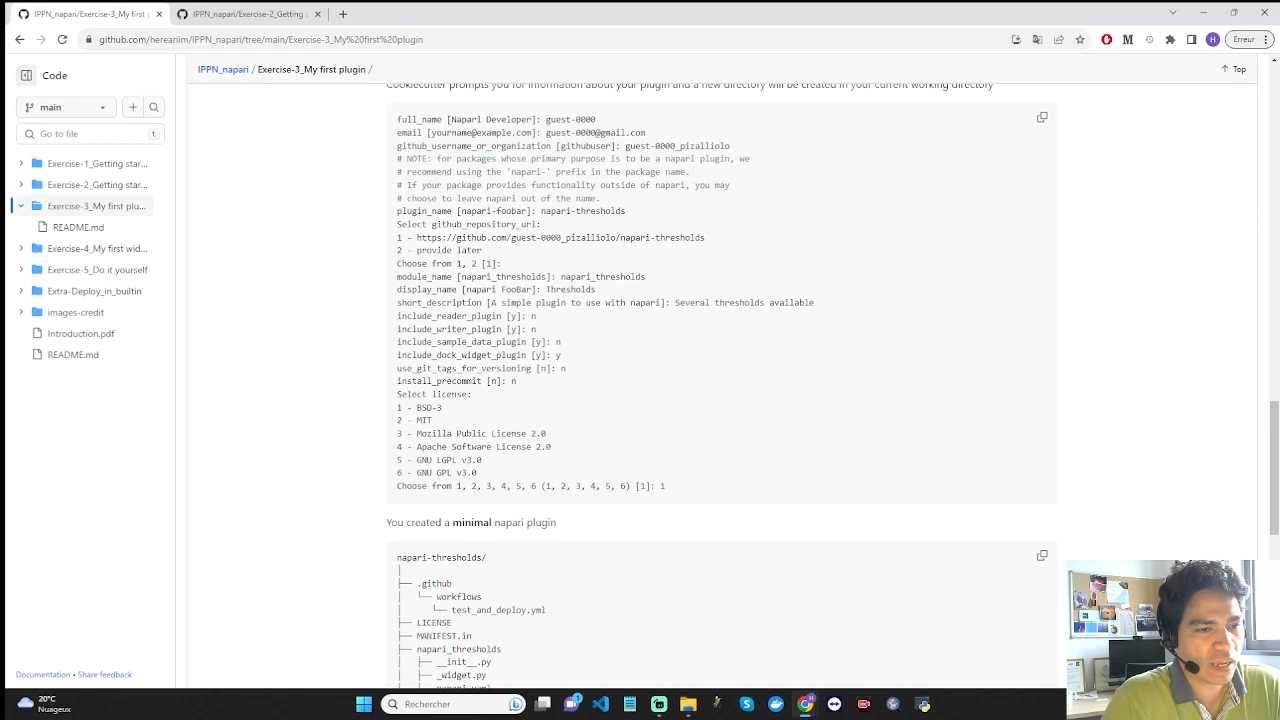 IPPN_napari/Exercise-3_My first p
IPPN_napari/Exercise-2_Getting s
github.com/hereariim/IPPN_napari/tree/main/Exercise-3_My%20first%20plugin
H
Erreur
Code
IPPN_napari / Exercise-3_My first plugin /
Top
main
Go to file
t
Exercise-1_Getting star...
Exercise-2_Getting star...
Exercise-3_My first plu...
README.md
Exercise-4_My first wid...
Exercise-5_Do it yourself
Extra-Deploy_in_builtin
images-credit
Introduction.pdf
README.md
Cookiecutter prompts you for information about your plugin and a new directory will be created in your current working directory
full_name [Napari Developer]: guest-0000
email [yourname@example.com]: guest-0000@gmail.com
github_username_or_organization [githubuser]: guest-0000_pizalliolo
# NOTE: for packages whose primary purpose is to be a napari plugin, we
# recommend using the 'napari-' prefix in the package name.
# If your package provides functionality outside of napari, you may
# choose to leave napari out of the name.
plugin_name [napari-foobar]: napari-thresholds
Select github_repository_url:
1 - https://github.com/guest-0000_pizalliolo/napari-thresholds
2 - provide later
Choose from 1, 2 [1]:
module_name [napari_thresholds]: napari_thresholds
display_name [napari FooBar]: Thresholds
short_description [A simple plugin to use with napari]: Several thresholds available
include_reader_plugin [y]: n
include_writer_plugin [y]: n
include_sample_data_plugin [y]: n
include_dock_widget_plugin [y]: y
use_git_tags_for_versioning [n]: n
install_precommit [n]: n
Select license:
1 - BSD-3
2 - MIT
3 - Mozilla Public License 2.0
4 - Apache Software License 2.0
5 - GNU LGPL v3.0
6 - GNU GPL v3.0
Choose from 1, 2, 3, 4, 5, 6 (1, 2, 3, 4, 5, 6) [1]: 1
You created a minimal napari plugin
napari-thresholds/
│
├── .github
│ └── workflows
│ └── test_and_deploy.yml
├── LICENSE
├── MANIFEST.in
├── napari_thresholds
│ ├── __init__.py
│ ├── _widget.py
│ ├── napari.yaml
Documentation • Share feedback
20°C
Nuageux
Rechercher